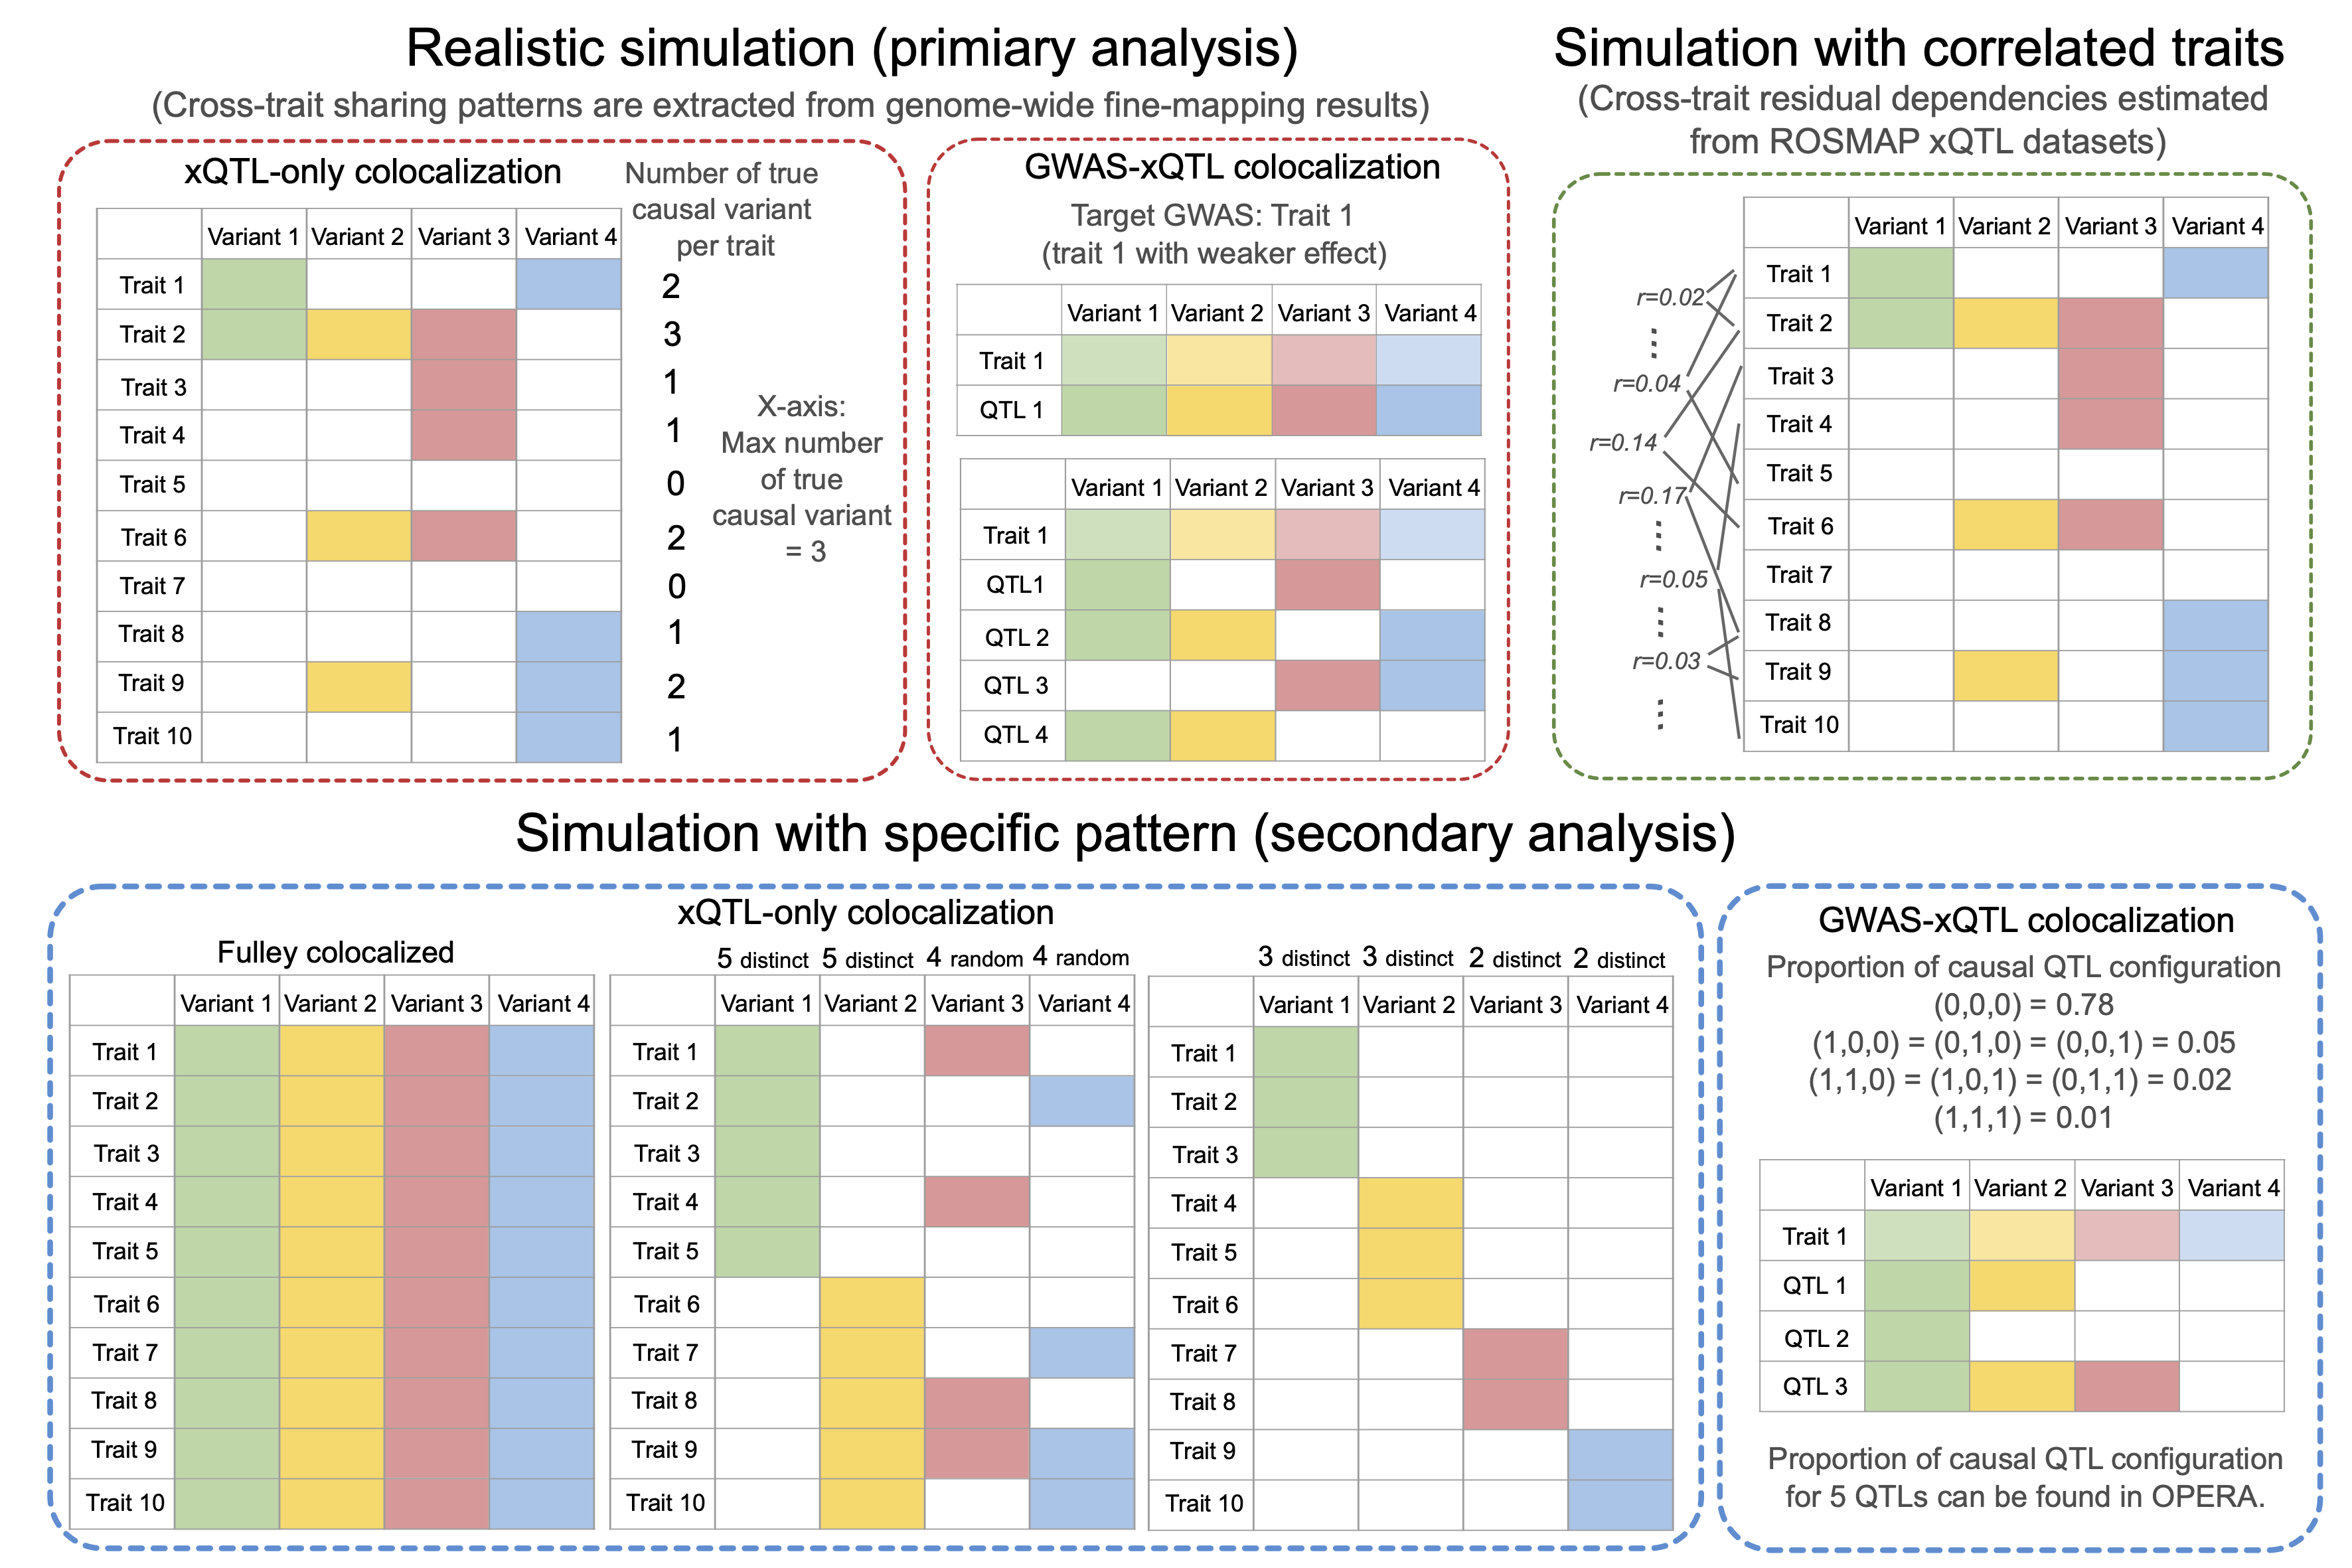 Realistic simulation (primiary analysis)
(Cross-trait sharing patterns are extracted from genome-wide fine-mapping results)
xQTL-only colocalization
Number of true
causal variant
per trait
Variant 1 Variant 2 Variant 3 Variant 4
Trait 1 2
Trait 2 3
Trait 3 1
Trait 4 1
Trait 5 0
Trait 6 2
Trait 7 0
Trait 8 1
Trait 9 2
Trait 10 1
X-axis:
Max number
of true
causal variant
= 3
GWAS-xQTL colocalization
Target GWAS: Trait 1
(trait 1 with weaker effect)
Variant 1 Variant 2 Variant 3 Variant 4
Trait 1
QTL 1
Variant 1 Variant 2 Variant 3 Variant 4
Trait 1
QTL1
QTL 2
QTL 3
QTL 4
Simulation with correlated traits
(Cross-trait residual dependencies estimated
from ROSMAP xQTL datasets)
r=0.02
⋮
r=0.04
r=0.14
r=0.17
⋮
r=0.05
⋮
r=0.03
⋮
Variant 1 Variant 2 Variant 3 Variant 4
Trait 1
Trait 2
Trait 3
Trait 4
Trait 5
Trait 6
Trait 7
Trait 8
Trait 9
Trait 10
Simulation with specific pattern (secondary analysis)
xQTL-only colocalization
Fulley colocalized
Variant 1 Variant 2 Variant 3 Variant 4
Trait 1
Trait 2
Trait 3
Trait 4
Trait 5
Trait 6
Trait 7
Trait 8
Trait 9
Trait 10
5 distinct 5 distinct 4 random 4 random
Variant 1 Variant 2 Variant 3 Variant 4
Trait 1
Trait 2
Trait 3
Trait 4
Trait 5
Trait 6
Trait 7
Trait 8
Trait 9
Trait 10
3 distinct 3 distinct 2 distinct 2 distinct
Variant 1 Variant 2 Variant 3 Variant 4
Trait 1
Trait 2
Trait 3
Trait 4
Trait 5
Trait 6
Trait 7
Trait 8
Trait 9
Trait 10
GWAS-xQTL colocalization
Proportion of causal QTL configuration
(0,0,0) = 0.78
(1,0,0) = (0,1,0) = (0,0,1) = 0.05
(1,1,0) = (1,0,1) = (0,1,1) = 0.02
(1,1,1) = 0.01
Variant 1 Variant 2 Variant 3 Variant 4
Trait 1
QTL 1
QTL 2
QTL 3
Proportion of causal QTL configuration
for 5 QTLs can be found in OPERA.